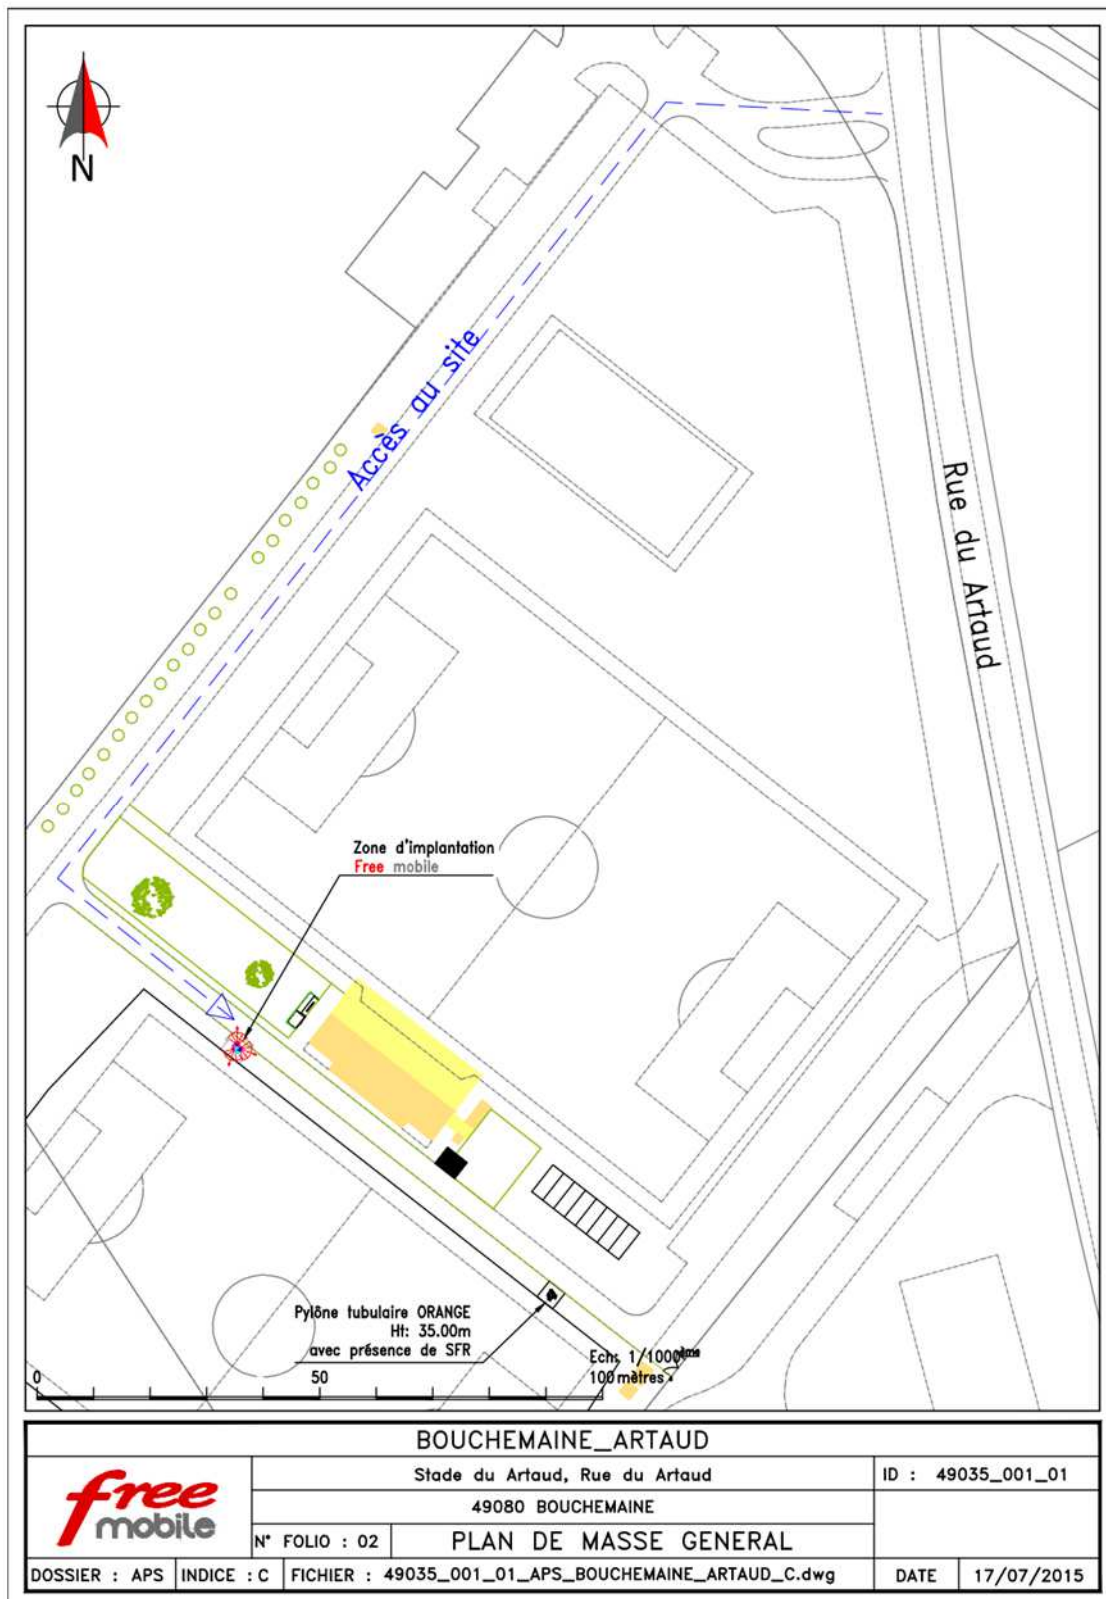 N
Accès au site
Rue du Artaud
Zone d'implantation
Free mobile
Pylône tubulaire ORANGE
Ht: 35.00m
avec présence de SFR
Ech: 1/1000ème
0 50 100 mètres
BOUCHEMAINE_ARTAUD
free
mobile
Stade du Artaud, Rue du Artaud
ID : 49035_001_01
49080 BOUCHEMAINE
N° FOLIO : 02
PLAN DE MASSE GENERAL
DOSSIER : APS
INDICE : C
FICHIER : 49035_001_01_APS_BOUCHEMAINE_ARTAUD_C.dwg
DATE
17/07/2015